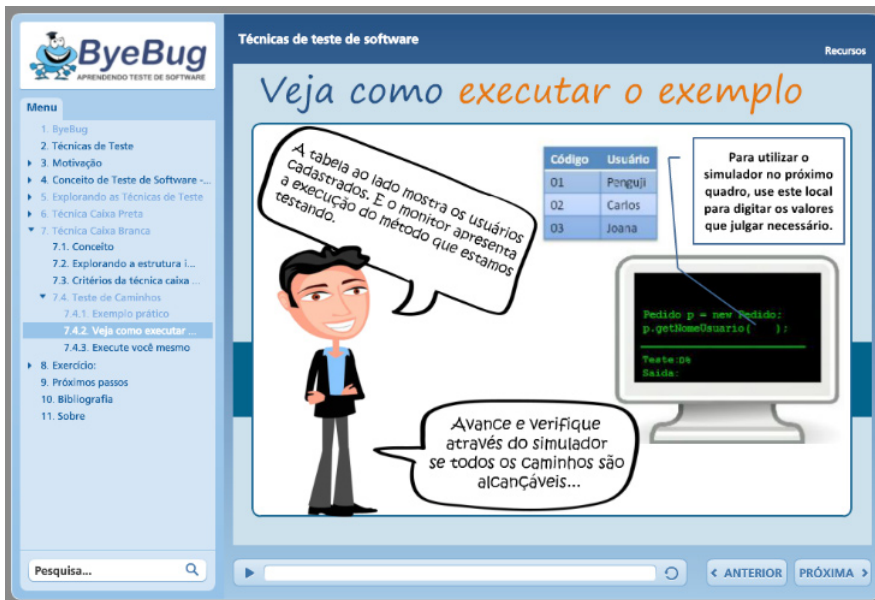 ByeBug
APRENDENDO TESTE DE SOFTWARE
Menu
1. ByeBug
2. Técnicas de Teste
3. Motivação
4. Conceito de Teste de Software -...
5. Explorando as Técnicas de Teste
6. Técnica Caixa Preta
7. Técnica Caixa Branca
7.1. Conceito
7.2. Explorando a estrutura i...
7.3. Critérios da técnica caixa ...
7.4. Teste de Caminhos
7.4.1. Exemplo prático
7.4.2. Veja como executar ...
7.4.3. Execute você mesmo
8. Exercício:
9. Próximos passos
10. Bibliografia
11. Sobre
Pesquisa...
Técnicas de teste de software
Recursos
Veja como executar o exemplo
A tabela ao lado mostra os usuários
cadastrados. E o monitor apresenta
a execução do método que estamos
testando.
Código Usuário
01 Penguji
02 Carlos
03 Joana
Para utilizar o
simulador no próximo
quadro, use este local
para digitar os valores
que julgar necessário.
Pedido p = new Pedido;
p.getNomeUsuario( );
Teste:0%
Saida:
Avance e verifique
através do simulador
se todos os caminhos são
alcançáveis...
< ANTERIOR
PRÓXIMA >